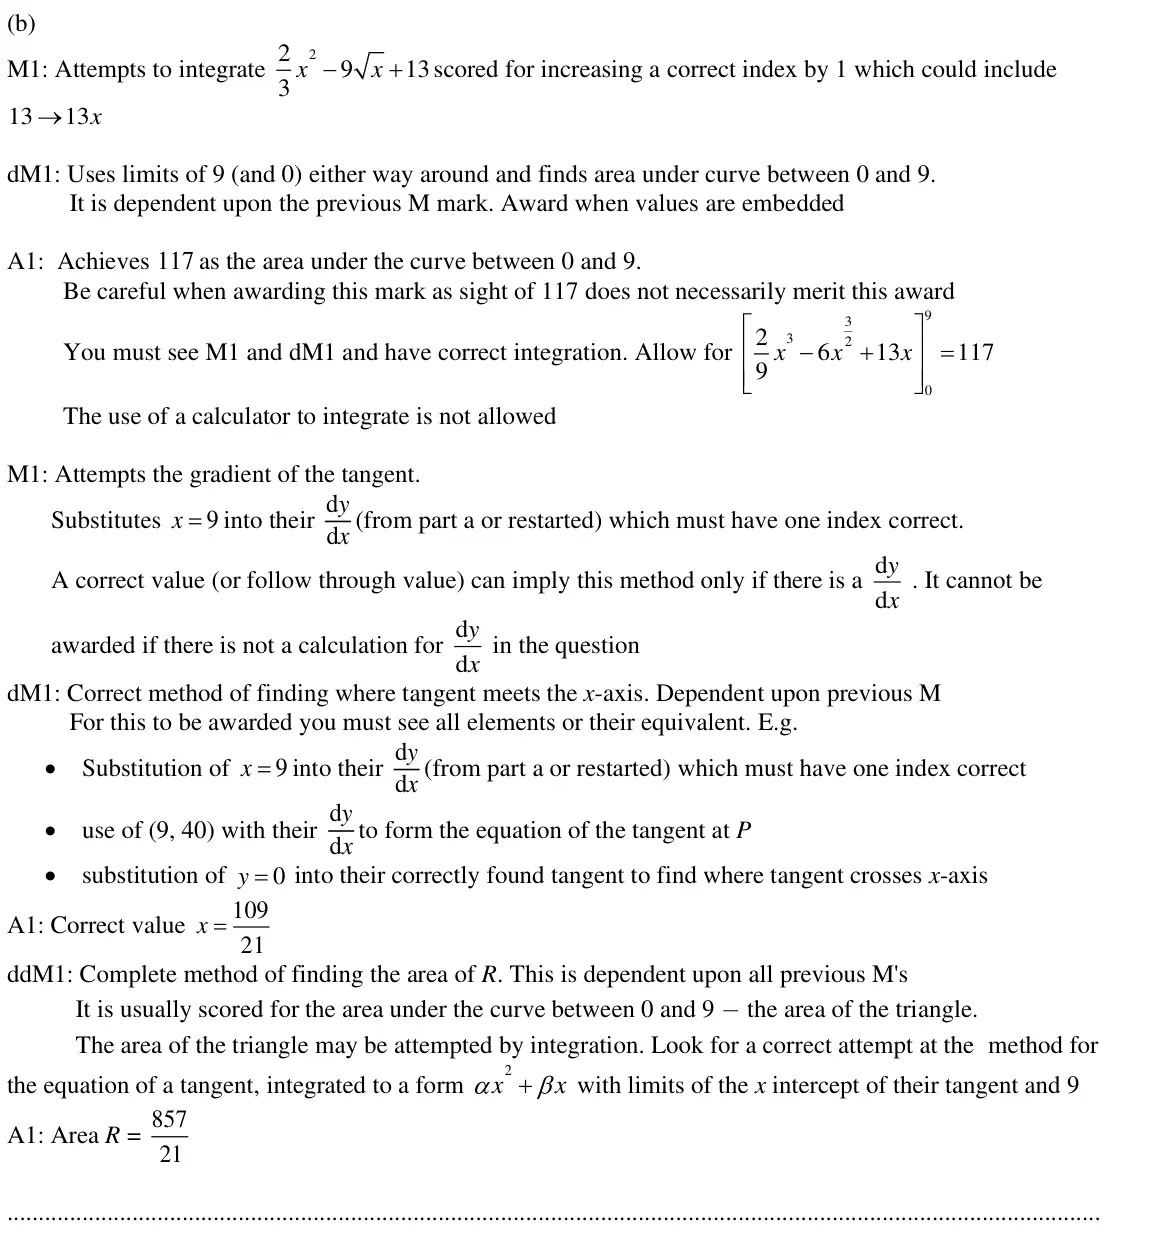 (b)
M1: Attempts to integrate 2/3 x² − 9√x + 13 scored for increasing a correct index by 1 which could include
13 → 13x
dM1: Uses limits of 9 (and 0) either way around and finds area under curve between 0 and 9.
It is dependent upon the previous M mark. Award when values are embedded
A1: Achieves 117 as the area under the curve between 0 and 9.
Be careful when awarding this mark as sight of 117 does not necessarily merit this award
You must see M1 and dM1 and have correct integration. Allow for [2/9 x³ − 6x^(3/2) + 13x]₀⁹ = 117
The use of a calculator to integrate is not allowed
M1: Attempts the gradient of the tangent.
Substitutes x = 9 into their dy/dx (from part a or restarted) which must have one index correct.
A correct value (or follow through value) can imply this method only if there is a dy/dx . It cannot be
awarded if there is not a calculation for dy/dx in the question
dM1: Correct method of finding where tangent meets the x-axis. Dependent upon previous M
For this to be awarded you must see all elements or their equivalent. E.g.
• Substitution of x = 9 into their dy/dx (from part a or restarted) which must have one index correct
• use of (9, 40) with their dy/dx to form the equation of the tangent at P
• substitution of y = 0 into their correctly found tangent to find where tangent crosses x-axis
A1: Correct value x = 109/21
ddM1: Complete method of finding the area of R. This is dependent upon all previous M's
It is usually scored for the area under the curve between 0 and 9 – the area of the triangle.
The area of the triangle may be attempted by integration. Look for a correct attempt at the method for
the equation of a tangent, integrated to a form αx² + βx with limits of the x intercept of their tangent and 9
A1: Area R = 857/21